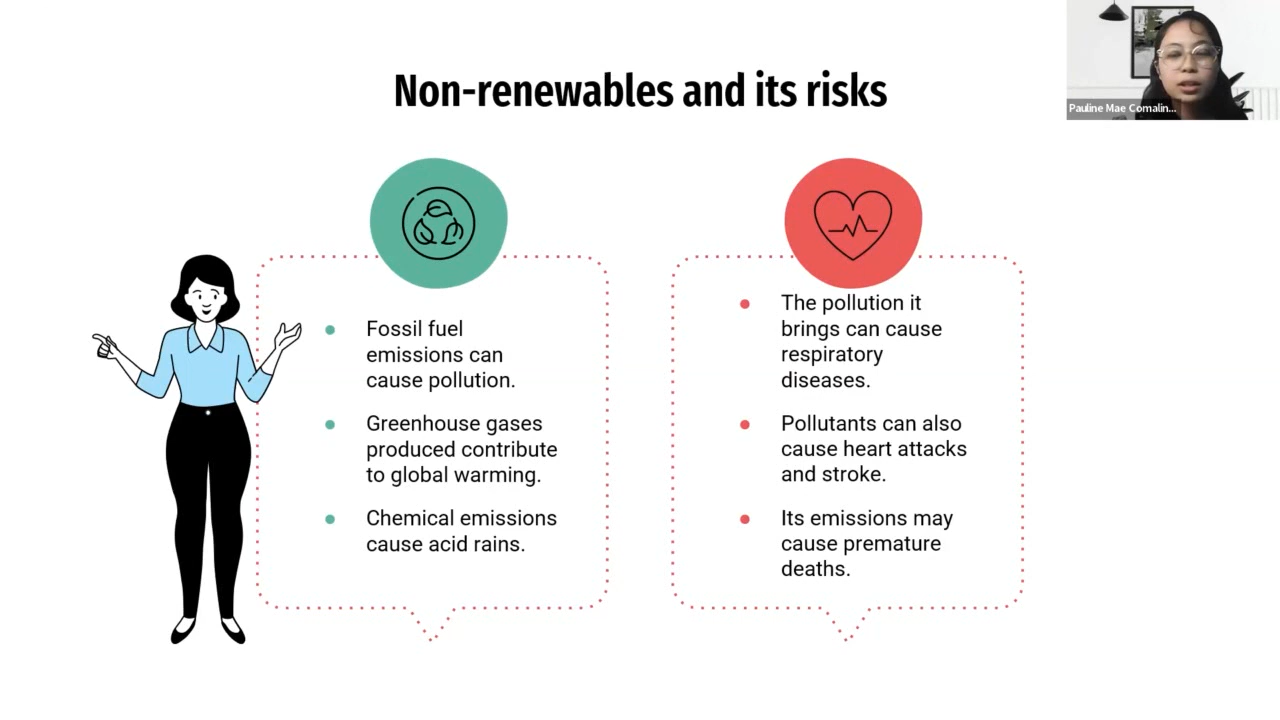 Non-renewables and its risks
Pauline Mae Comalin...
Fossil fuel
emissions can
cause pollution.
Greenhouse gases
produced contribute
to global warming.
Chemical emissions
cause acid rains.
The pollution it
brings can cause
respiratory
diseases.
Pollutants can also
cause heart attacks
and stroke.
Its emissions may
cause premature
deaths.